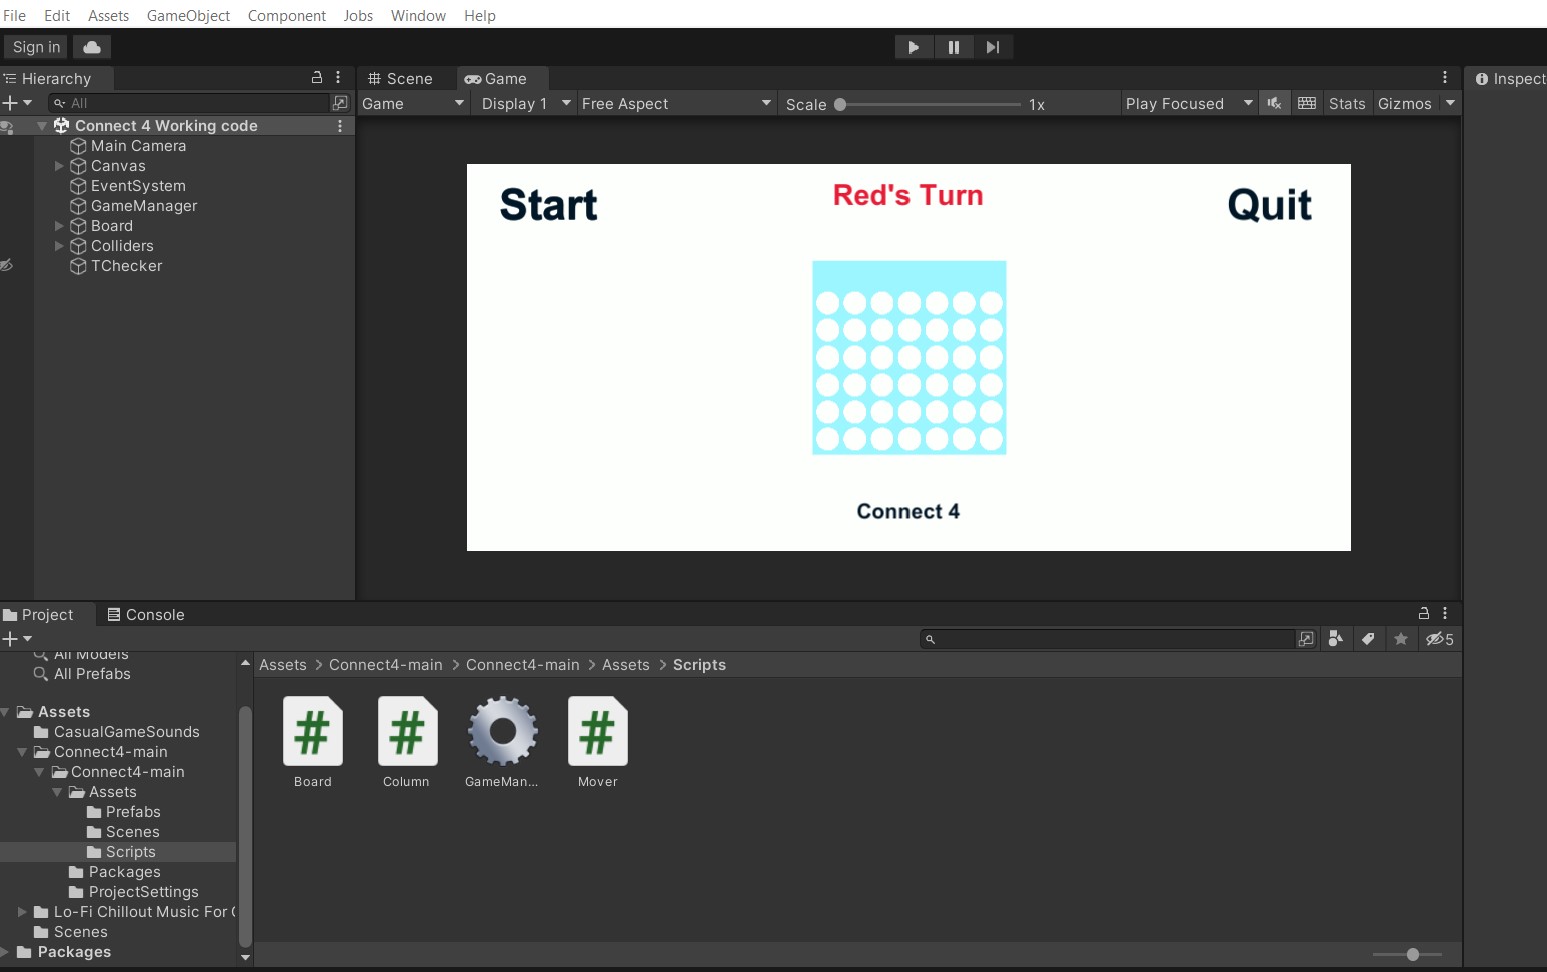 File Edit Assets GameObject Component Jobs Window Help
Sign in
Hierarchy
All
Connect 4 Working code
Main Camera
Canvas
EventSystem
GameManager
Board
Colliders
TChecker
Scene Game
Game Display 1 Free Aspect Scale 1x Play Focused Stats Gizmos
Start
Red's Turn
Quit
Connect 4
Inspect
Project Console
5
All Models
All Prefabs
Assets
CasualGameSounds
Connect4-main
Connect4-main
Assets
Prefabs
Scenes
Scripts
Packages
ProjectSettings
Lo-Fi Chillout Music For
Scenes
Packages
Assets > Connect4-main > Connect4-main > Assets > Scripts
Board Column GameMan... Mover